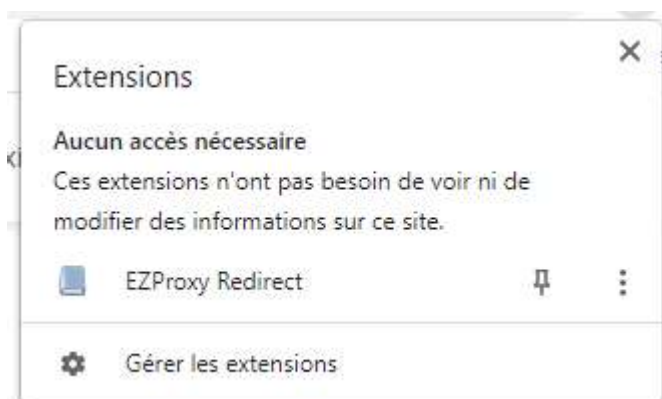 Extensions
Aucun accès nécessaire
Ces extensions n'ont pas besoin de voir ni de
modifier des informations sur ce site.
EZProxy Redirect
Gérer les extensions